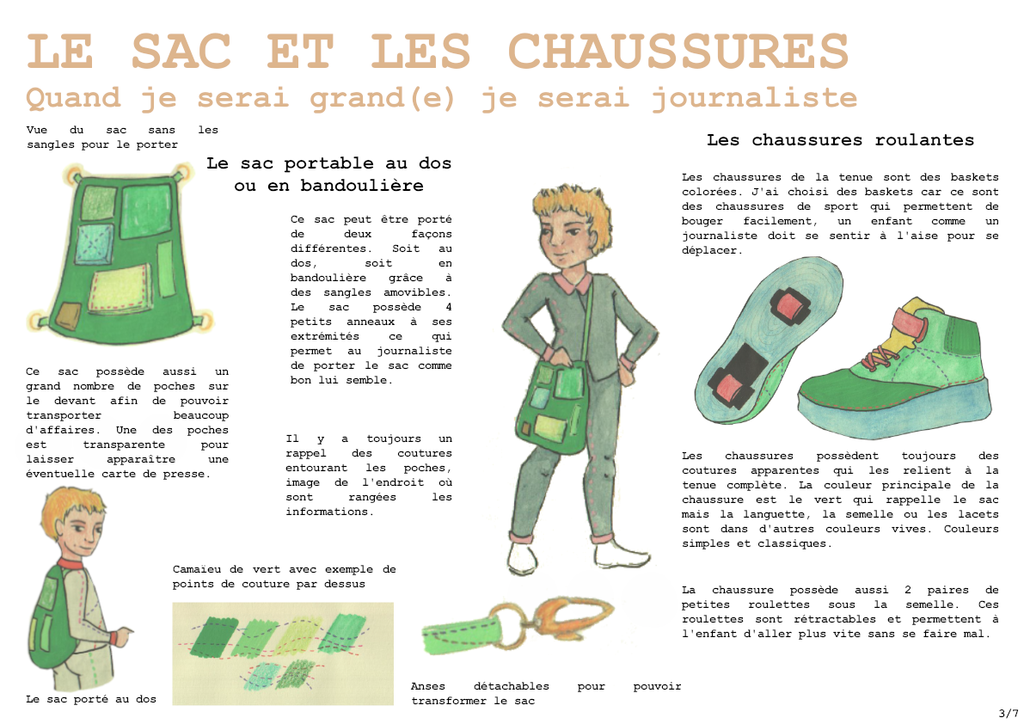 LE SAC ET LES CHAUSSURES
Quand je serai grand(e) je serai journaliste
Vue du sac sans les
sangles pour le porter
Le sac portable au dos
ou en bandoulière
Ce sac peut être porté
de deux façons
différentes. Soit au
dos, soit en
bandoulière grâce à
des sangles amovibles.
Le sac possède 4
petits anneaux à ses
extrémités ce qui
permet au journaliste
de porter le sac comme
bon lui semble.
Ce sac possède aussi un
grand nombre de poches sur
le devant afin de pouvoir
transporter beaucoup
d'affaires. Une des poches
est transparente pour
laisser apparaître une
éventuelle carte de presse.
Il y a toujours un
rappel des coutures
entourant les poches,
image de l'endroit où
sont rangées les
informations.
Camaïeu de vert avec exemple de
points de couture par dessus
Le sac porté au dos
Anses détachables pour pouvoir
transformer le sac
Les chaussures roulantes
Les chaussures de la tenue sont des baskets
colorées. J'ai choisi des baskets car ce sont
des chaussures de sport qui permettent de
bouger facilement, un enfant comme un
journaliste doit se sentir à l'aise pour se
déplacer.
Les chaussures possèdent toujours des
coutures apparentes qui les relient à la
tenue complète. La couleur principale de la
chaussure est le vert qui rappelle le sac
mais la languette, la semelle ou les lacets
sont dans d'autres couleurs vives. Couleurs
simples et classiques.
La chaussure possède aussi 2 paires de
petites roulettes sous la semelle. Ces
roulettes sont rétractables et permettent à
l'enfant d'aller plus vite sans se faire mal.
3/7